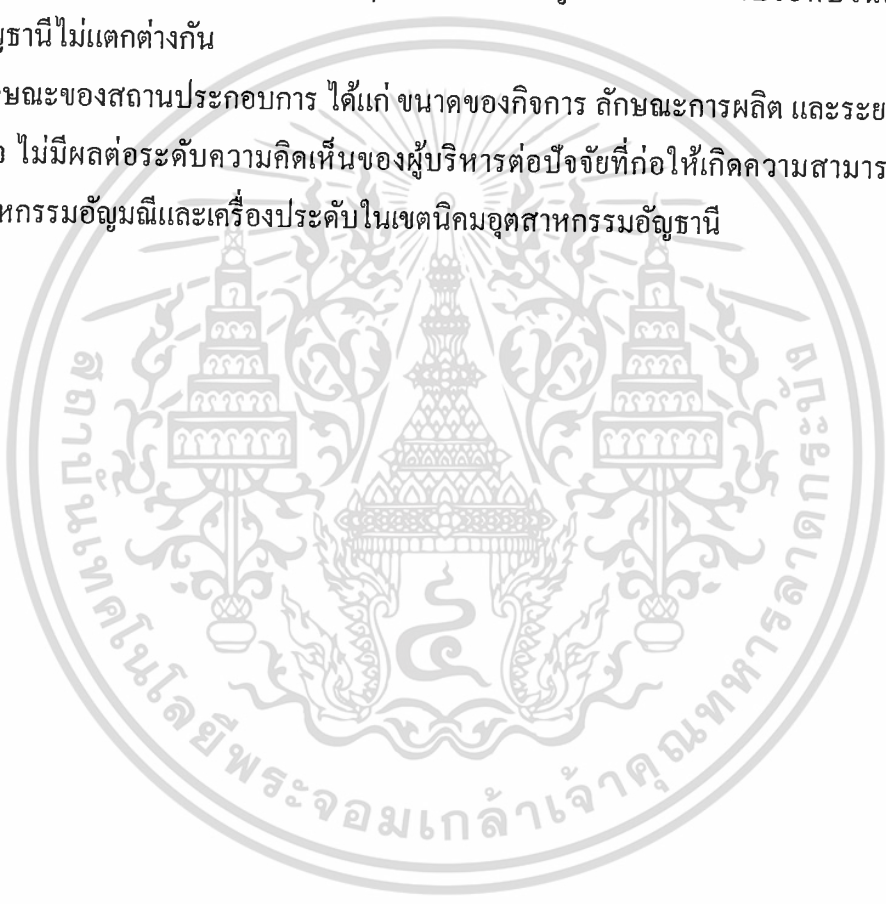 ญธานีไม่แตกต่างกัน
ษณะของสถานประกอบการ ได้แก่ ขนาดของกิจการ ลักษณะการผลิต และระย
ไม่มีผลต่อระดับความคิดเห็นของผู้บริหารต่อปัจจัยที่ก่อให้เกิดความสามาร
หกรรมอัญมณีและเครื่องประดับในเขตนิคมอุตสาหกรรมอัญธานี
สถาบันเทคโนโลยีพระจอมเกล้าเจ้าคุณทหารลาดกระบัง